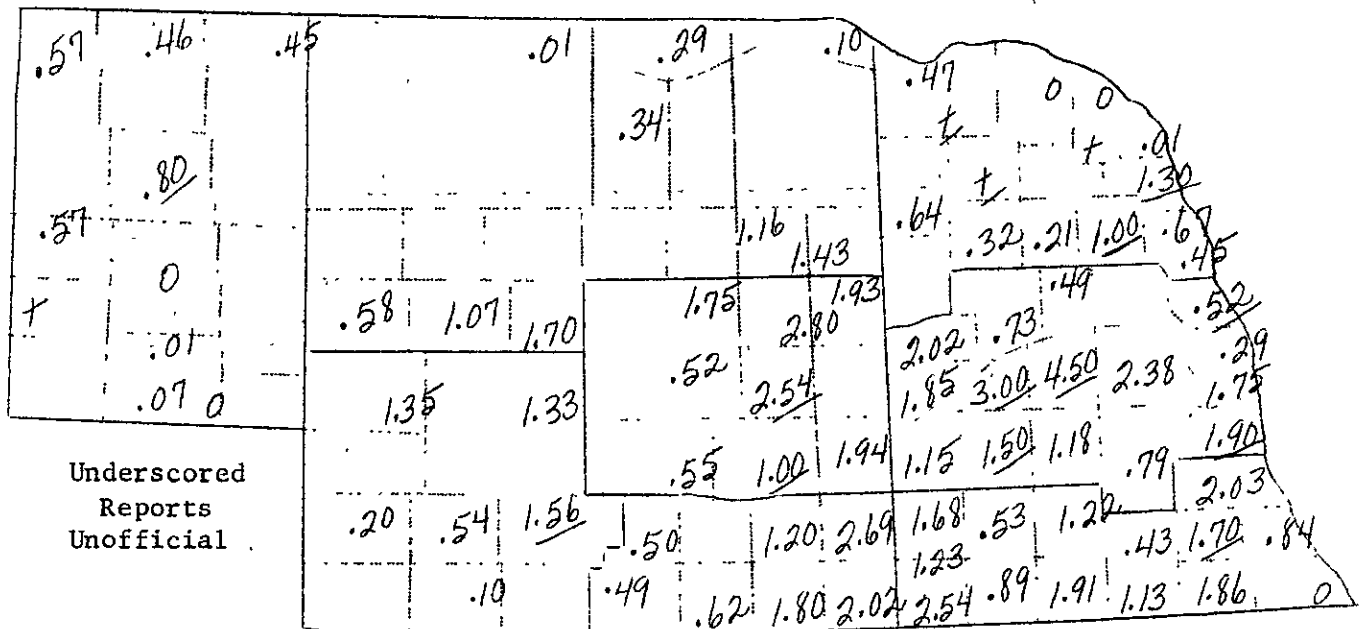 .57 .46 .45 .01 .29 .10
.47 0 0
.34 t t .01
.80 t 1.30
.57 1.16 .64 .32 .21 1.00 .67
0 1.43 .45
t .58 1.07 1.70 1.75 1.93 .49 .52
.01 2.80 2.02 .73 .29
.07 0 1.35 1.33 .52 2.54 1.85 3.00 4.50 2.38 1.75
.55 1.00 1.94 1.15 1.50 1.18 .79 1.90
Underscored
Reports
Unofficial
.20 .54 1.56 .50 1.20 2.69 1.68 .53 1.22 2.03
1.23 .43 1.70 .84
.10 .49 .62 1.80 2.02 2.54 .89 1.91 1.13 1.86 0